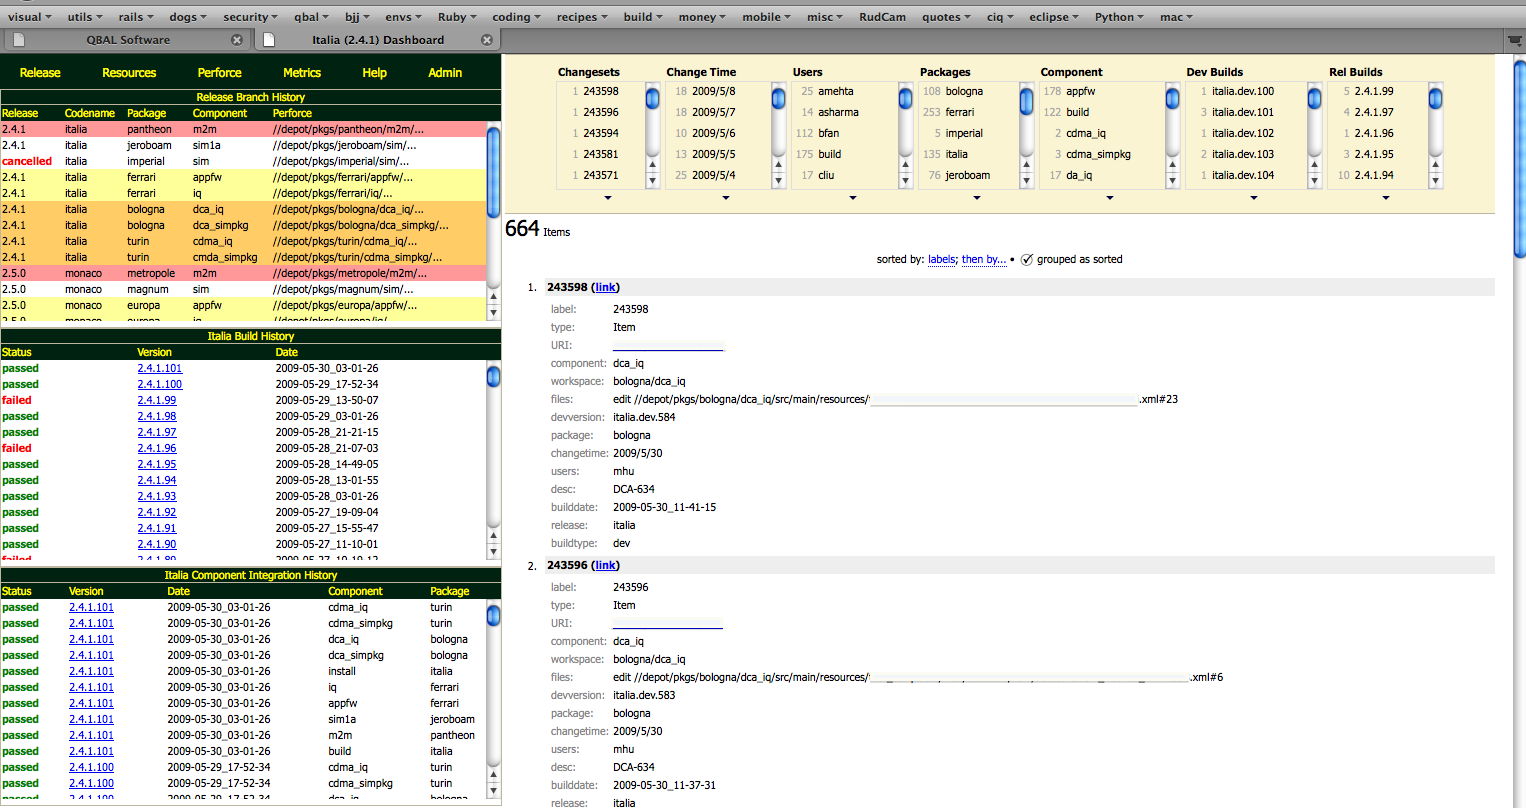 visual utils rails dogs security qbal bjj envs Ruby coding recipes build money mobile misc RudCam quotes ciq eclipse Python mac
QBAL Software Italia (2.4.1) Dashboard
Release Resources Perforce Metrics Help Admin
Release Branch History
Release Codename Package Component Perforce
2.4.1 italia pantheon m2m //depot/pkgs/pantheon/m2m/...
2.4.1 italia jeroboam sim1a //depot/pkgs/jeroboam/sim/...
cancelled italia imperial sim //depot/pkgs/imperial/sim/...
2.4.1 italia ferrari appfw //depot/pkgs/ferrari/appfw/...
2.4.1 italia ferrari iq //depot/pkgs/ferrari/iq/...
2.4.1 italia bologna dca_iq //depot/pkgs/bologna/dca_iq/...
2.4.1 italia bologna dca_simpkg //depot/pkgs/bologna/dca_simpkg/...
2.4.1 italia turin cdma_iq //depot/pkgs/turin/cdma_iq/...
2.4.1 italia turin cmda_simpkg //depot/pkgs/turin/cdma_simpkg/...
2.5.0 monaco metropole m2m //depot/pkgs/metropole/m2m/...
2.5.0 monaco magnum sim //depot/pkgs/magnum/sim/...
2.5.0 monaco europa appfw //depot/pkgs/europa/appfw/...
2.5.0 monaco europa iq //depot/pkgs/europa/iq/
Italia Build History
Status Version Date
passed 2.4.1.101 2009-05-30_03-01-26
passed 2.4.1.100 2009-05-29_17-52-34
failed 2.4.1.99 2009-05-29_13-50-07
passed 2.4.1.98 2009-05-29_03-01-26
passed 2.4.1.97 2009-05-28_21-21-15
failed 2.4.1.96 2009-05-28_21-07-03
passed 2.4.1.95 2009-05-28_14-49-05
passed 2.4.1.94 2009-05-28_13-01-55
passed 2.4.1.93 2009-05-28_03-01-26
passed 2.4.1.92 2009-05-27_19-09-04
passed 2.4.1.91 2009-05-27_15-55-47
passed 2.4.1.90 2009-05-27_11-10-01
failed 2.4.1.89
Italia Component Integration History
Status Version Date Component Package
passed 2.4.1.101 2009-05-30_03-01-26 cdma_iq turin
passed 2.4.1.101 2009-05-30_03-01-26 cdma_simpkg turin
passed 2.4.1.101 2009-05-30_03-01-26 dca_iq bologna
passed 2.4.1.101 2009-05-30_03-01-26 dca_simpkg bologna
passed 2.4.1.101 2009-05-30_03-01-26 install italia
passed 2.4.1.101 2009-05-30_03-01-26 iq ferrari
passed 2.4.1.101 2009-05-30_03-01-26 appfw ferrari
passed 2.4.1.101 2009-05-30_03-01-26 sim1a jeroboam
passed 2.4.1.101 2009-05-30_03-01-26 m2m pantheon
passed 2.4.1.101 2009-05-30_03-01-26 build italia
passed 2.4.1.100 2009-05-29_17-52-34 cdma_iq turin
passed 2.4.1.100 2009-05-29_17-52-34 cdma_simpkg turin
passed 2.4.1.100 2009-05-29_17-52-34 dca_iq bologna
Changesets Change Time Users Packages Component Dev Builds Rel Builds
1 243598 18 2009/5/8 25 amehta 108 bologna 178 appfw 1 italia.dev.100 5 2.4.1.99
1 243596 18 2009/5/7 14 asharma 253 ferrari 122 build 3 italia.dev.101 4 2.4.1.97
1 243594 10 2009/5/6 112 bfan 5 imperial 2 cdma_iq 1 italia.dev.102 1 2.4.1.96
1 243581 13 2009/5/5 175 build 135 italia 3 cdma_simpkg 2 italia.dev.103 3 2.4.1.95
1 243571 25 2009/5/4 17 cliu 76 jeroboam 17 da_iq 1 italia.dev.104 10 2.4.1.94
664 Items
sorted by: labels; then by... • grouped as sorted
1. 243598 (link)
label: 243598
type: Item
URI:
component: dca_iq
workspace: bologna/dca_iq
files: edit //depot/pkgs/bologna/dca_iq/src/main/resources/ .xml#23
devversion: italia.dev.584
package: bologna
changetime: 2009/5/30
users: mhu
desc: DCA-634
builddate: 2009-05-30_11-41-15
release: italia
buildtype: dev
2. 243596 (link)
label: 243596
type: Item
URI:
component: dca_iq
workspace: bologna/dca_iq
files: edit //depot/pkgs/bologna/dca_iq/src/main/resources/ .xml#6
devversion: italia.dev.583
package: bologna
changetime: 2009/5/30
users: mhu
desc: DCA-634
builddate: 2009-05-30_11-37-31
release: italia